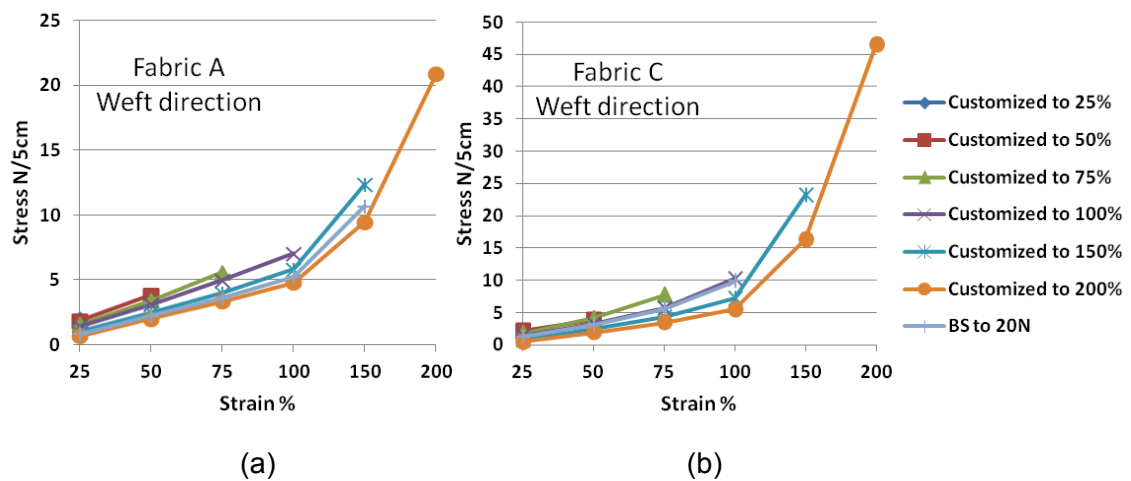 25
20
15
10
5
0
Stress N/5cm
Fabric A
Weft direction
25 50 75 100 150 200
Strain %
(a)
50
45
40
35
30
25
20
15
10
5
0
Stress N/5cm
Fabric C
Weft direction
25 50 75 100 150 200
Strain %
(b)
Customized to 25%
Customized to 50%
Customized to 75%
Customized to 100%
Customized to 150%
Customized to 200%
BS to 20N